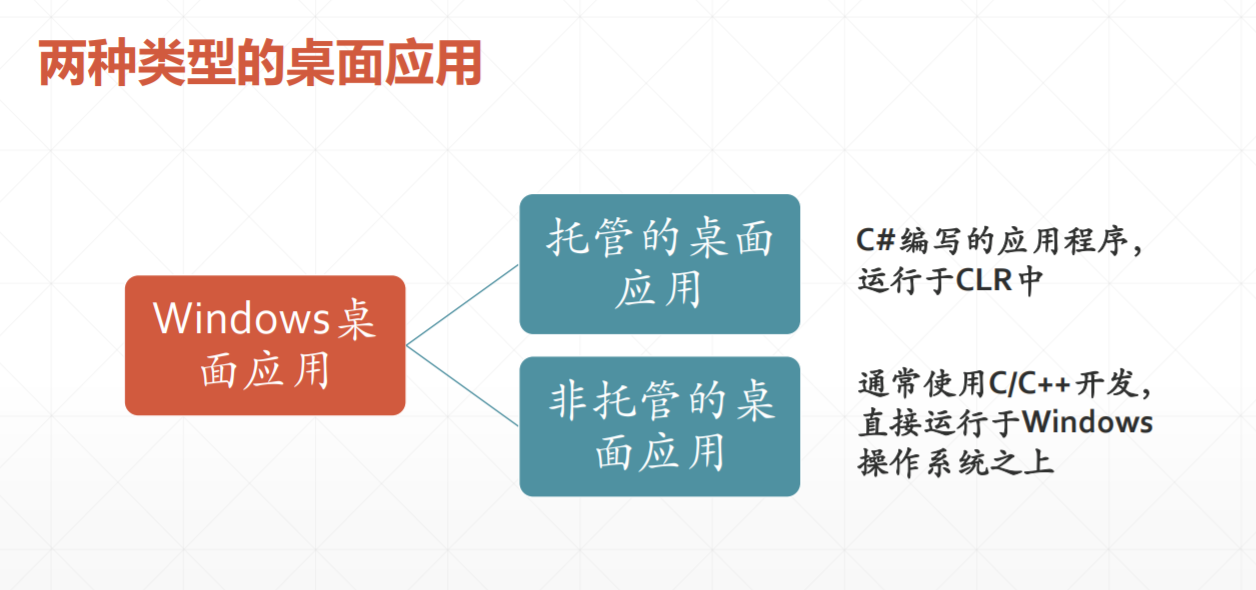 两种类型的桌面应用
Windows桌
面应用
托管的桌面
应用
C#编写的应用程序，
运行于CLR中
非托管的桌
面应用
通常使用C/C++开发，
直接运行于Windows
操作系统之上